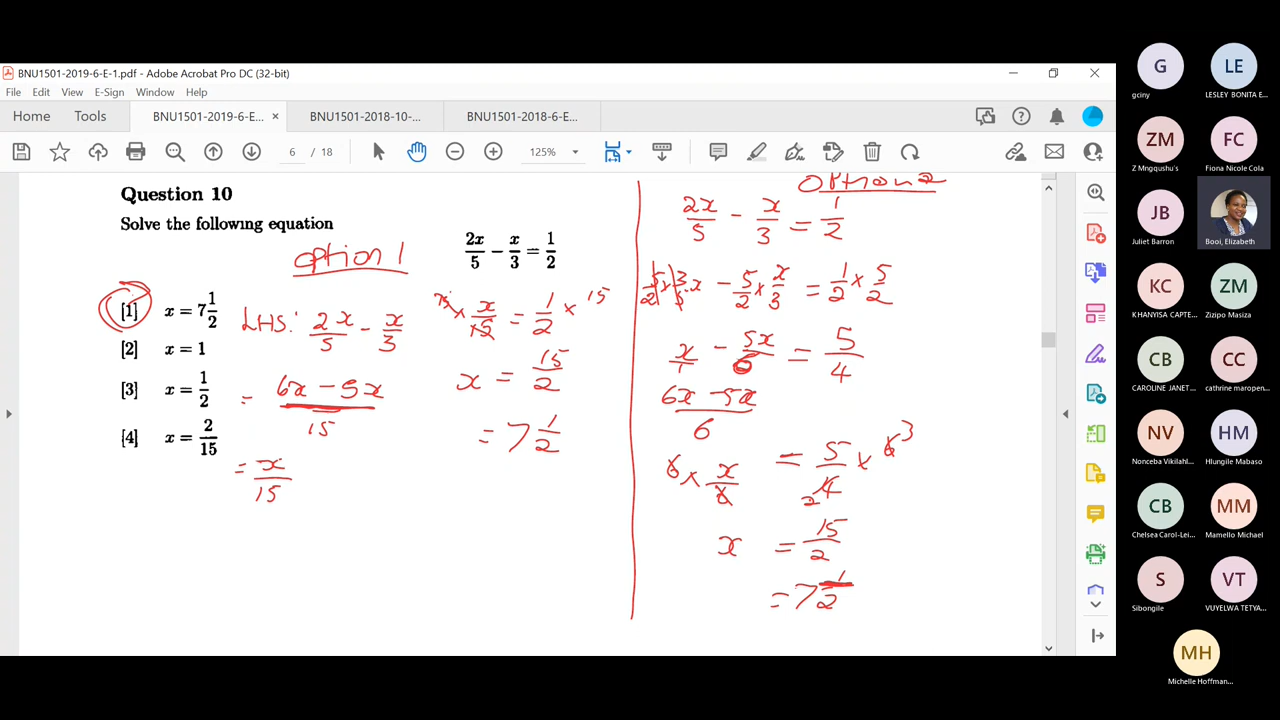 BNU1501-2019-6-E-1.pdf - Adobe Acrobat Pro DC (32-bit)
File Edit View E-Sign Window Help
Home Tools BNU1501-2019-6-E... × BNU1501-2018-10-... BNU1501-2018-6-E...
6 / 18 125%
Question 10
Solve the following equation
2x/5 − x/3 = 1/2
[1] x = 7 1/2
[2] x = 1
[3] x = 1/2
[4] x = 2/15
option 1
LHS: 2x/5 − x/3
= 6x − 5x / 15
= x/15
15 × x/15 = 1/2 × 15
x = 15/2
= 7 1/2
Option 2
2x/5 − x/3 = 1/2
− 5/2 × x/3 = 1/2 × 5/2
x/1 − 5x/6 = 5/4
6x − 5x / 6
6 × x/6 = 5/4 × 6 3
2
x = 15/2
= 7 1/2
G
gciny
LE
LESLEY BONITA E...
ZM
Z Mngqushu's
FC
Fiona Nicole Cola
JB
Juliet Barron
Booi, Elizabeth
KC
KHANYISA CAPTE...
ZM
Zizipo Masiza
CB
CAROLINE JANET...
CC
cathrine maropen...
NV
Nonceba Vikilahl...
HM
Hlungile Mabaso
CB
Chelsea Carol-Lei...
MM
Mamello Michael
S
Sibongile
VT
VUYELWA TETYA...
MH
Michelle Hoffman...